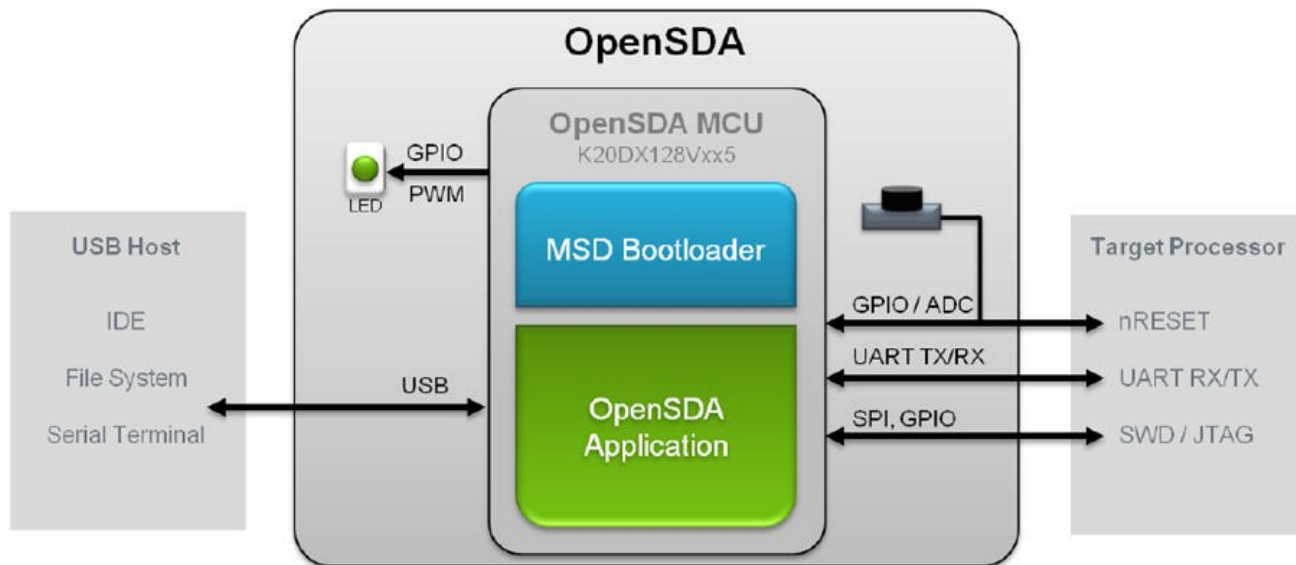 OpenSDA
OpenSDA MCU
K20DX128Vxx5
GPIO
PWM
LED
MSD Bootloader
USB Host
IDE
File System
Serial Terminal
USB
OpenSDA
Application
GPIO / ADC
UART TX/RX
SPI, GPIO
Target Processor
nRESET
UART RX/TX
SWD / JTAG